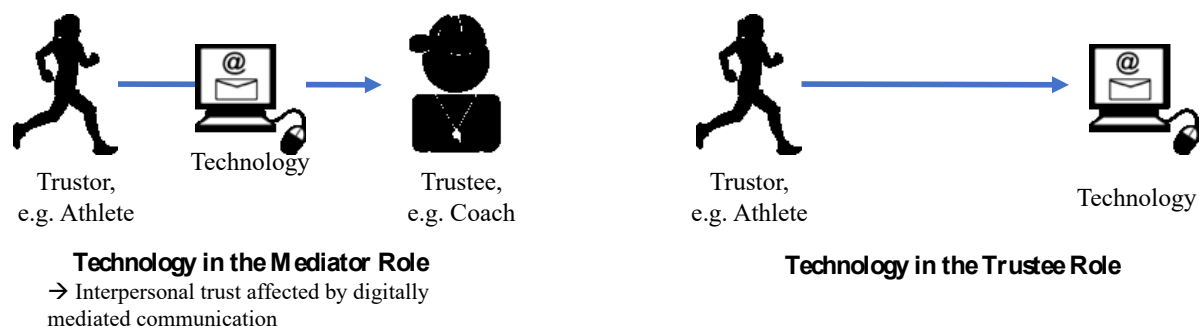 @
Technology
Trustor,
e.g. Athlete
Trustee,
e.g. Coach
Technology in the Mediator Role
→ Interpersonal trust affected by digitally
mediated communication
@
Trustor,
e.g. Athlete
Technology
Technology in the Trustee Role